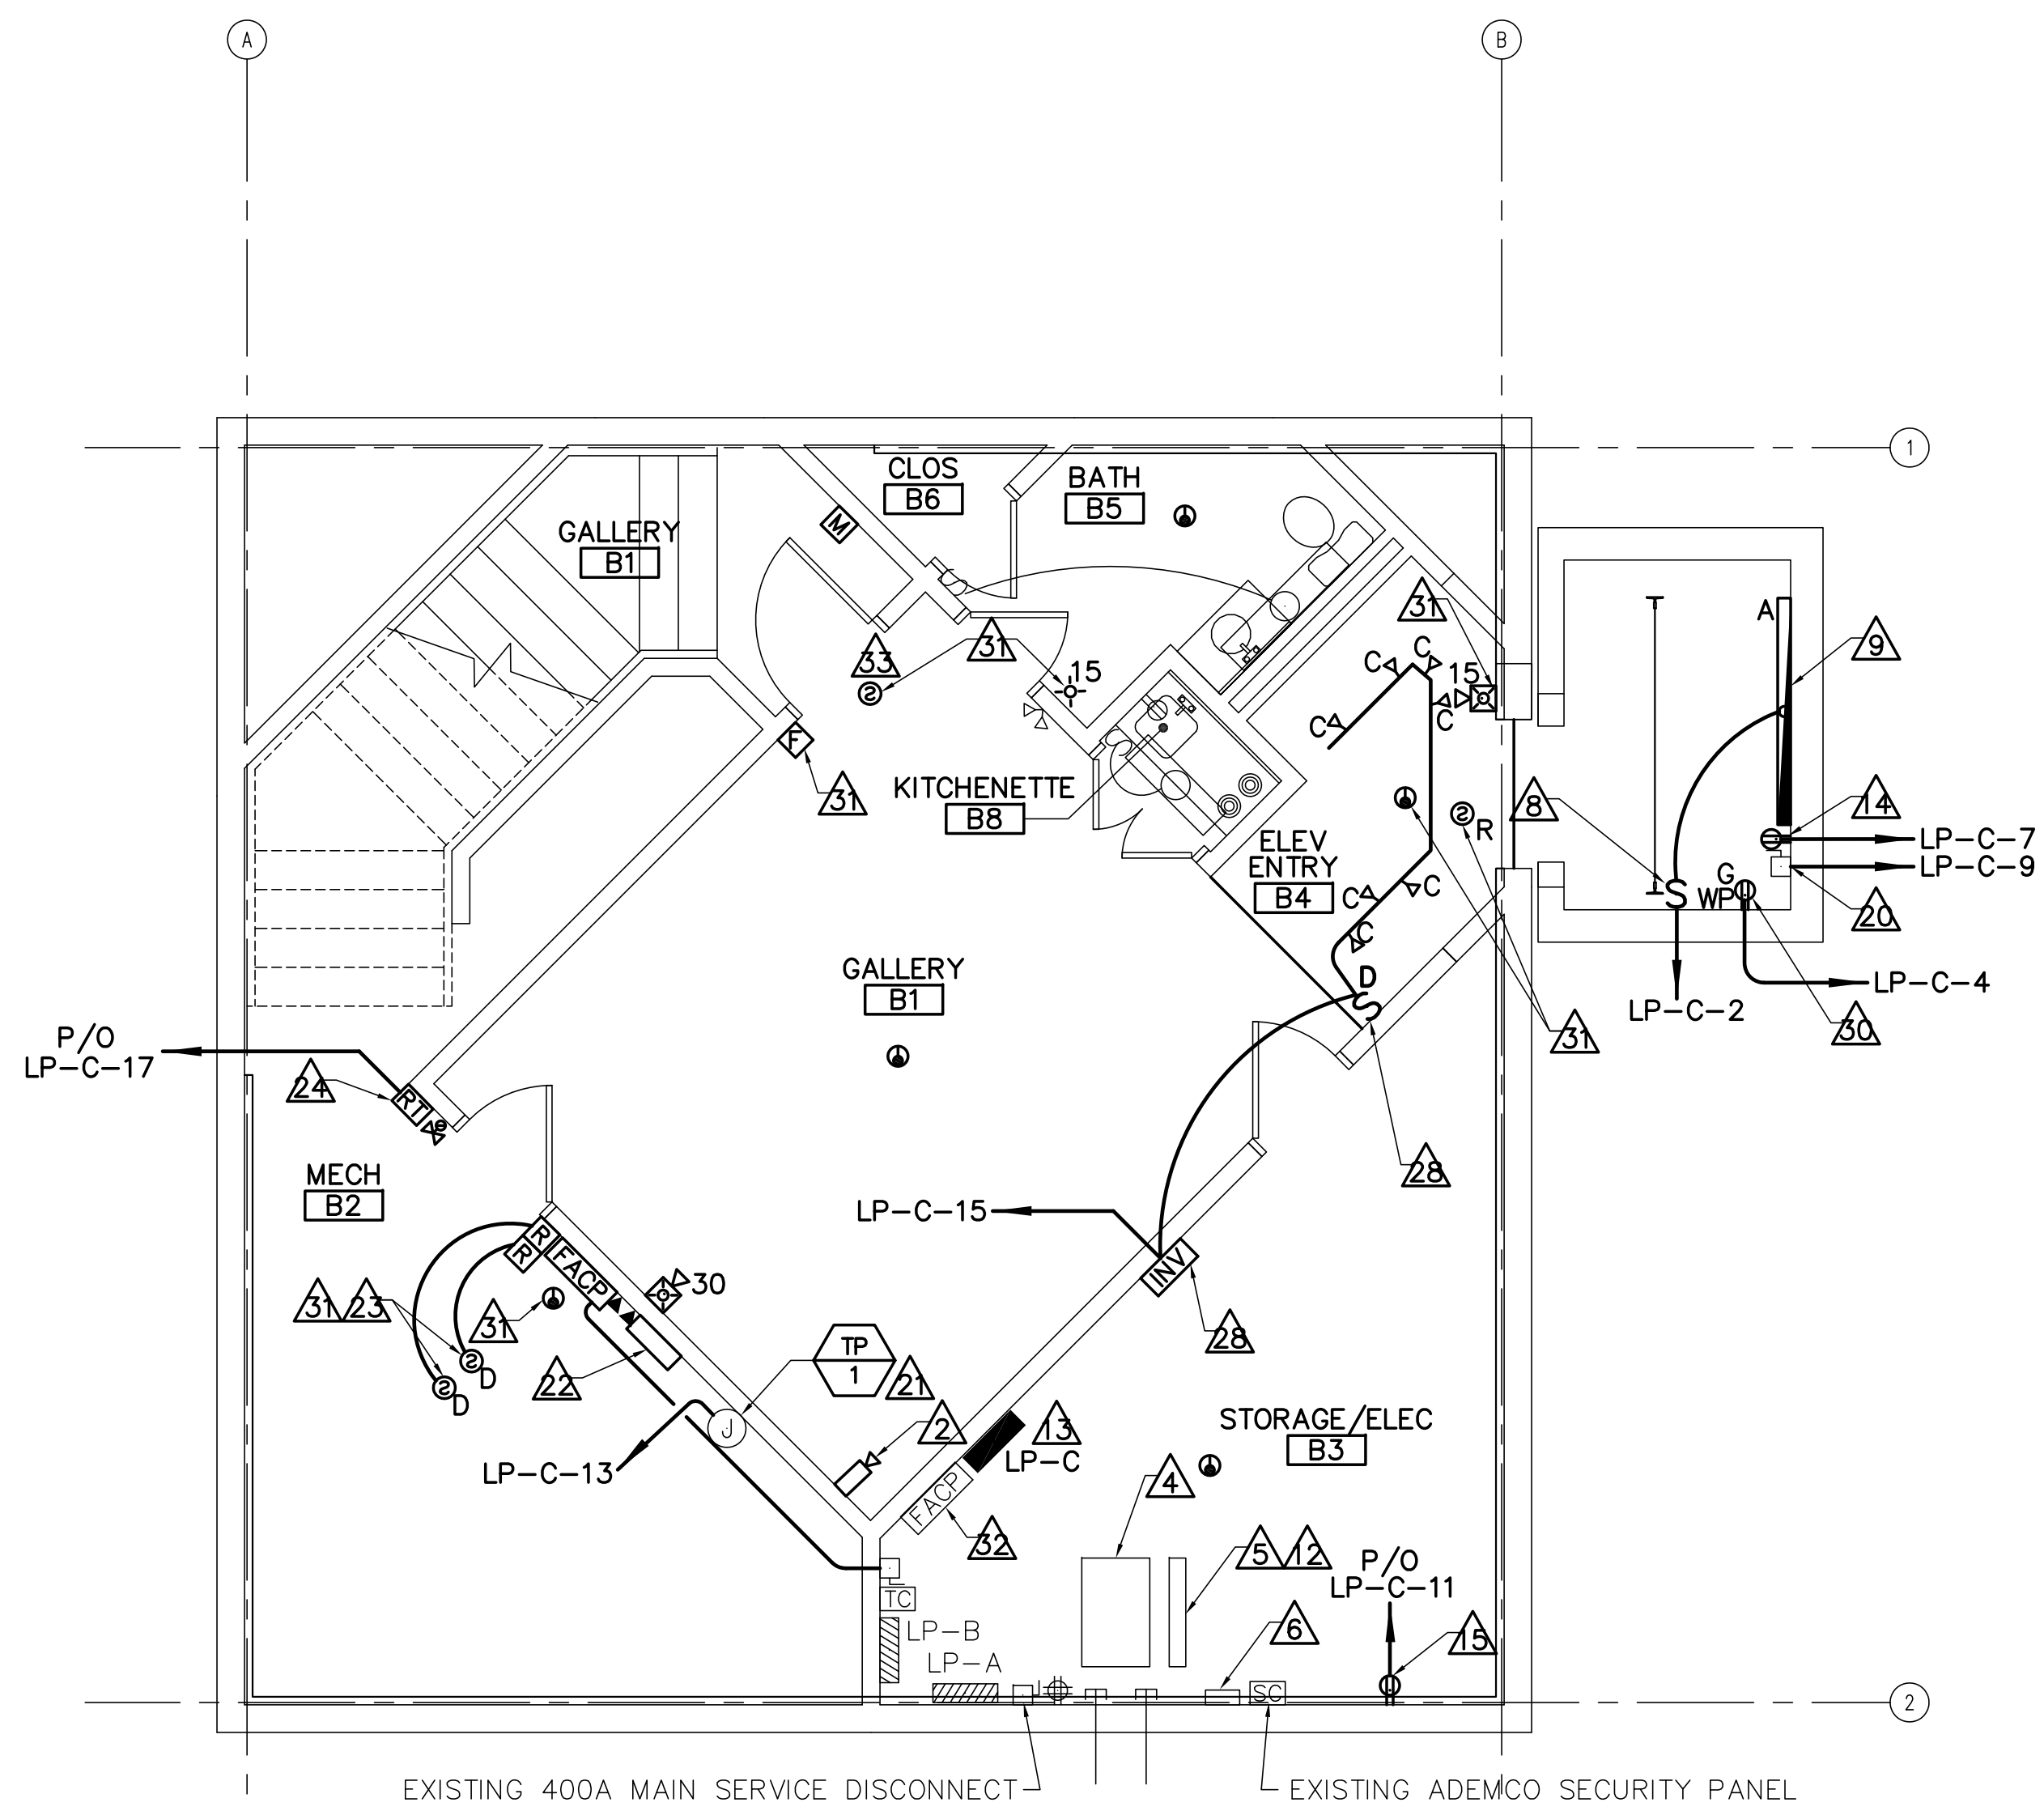 A
B
1
CLOS
B6
BATH
B5
GALLERY
B1
M
31
A
9
33
31
15
C
C
15
C
C
F
31
KITCHENETTE
B8
8
14
LP-C-7
R
ELEV
ENTRY
B4
C
C
C
G
WP
LP-C-9
20
GALLERY
B1
D
S
S
LP-C-4
LP-C-2
30
31
P/O
LP-C-17
24
RT
28
MECH
B2
LP-C-15
R
R
FACP
INV
30
31
23
31
28
D
D
22
TP
1
21
2
J
13
LP-C
STORAGE/ELEC
B3
LP-C-13
4
FACP
32
5
12
P/O
LP-C-11
TC
LP-B
6
15
LP-A
J
SC
2
EXISTING 400A MAIN SERVICE DISCONNECT
EXISTING ADEMCO SECURITY PANEL